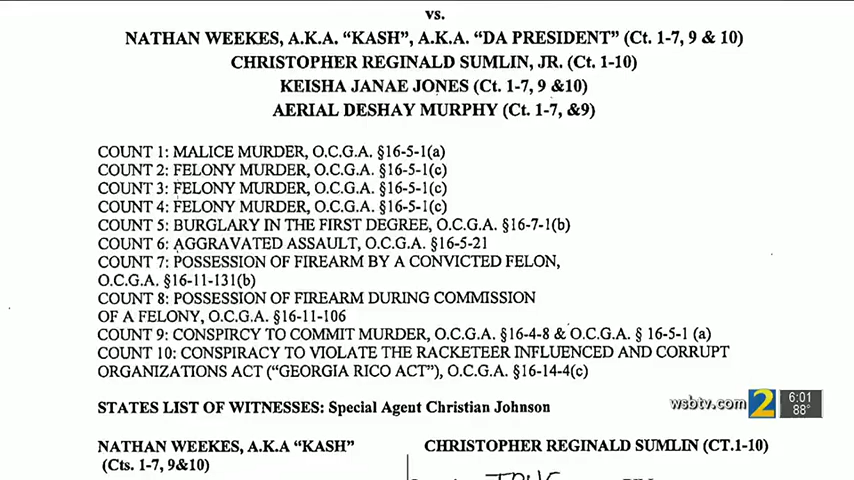 vs.
NATHAN WEEKES, A.K.A. “KASH”, A.K.A. “DA PRESIDENT” (Ct. 1-7, 9 & 10)
CHRISTOPHER REGINALD SUMLIN, JR. (Ct. 1-10)
KEISHA JANAE JONES (Ct. 1-7, 9 &10)
AERIAL DESHAY MURPHY (Ct. 1-7, &9)
COUNT 1: MALICE MURDER, O.C.G.A. §16-5-1(a)
COUNT 2: FELONY MURDER, O.C.G.A. §16-5-1(c)
COUNT 3: FELONY MURDER, O.C.G.A. §16-5-1(c)
COUNT 4: FELONY MURDER, O.C.G.A. §16-5-1(c)
COUNT 5: BURGLARY IN THE FIRST DEGREE, O.C.G.A. §16-7-1(b)
COUNT 6: AGGRAVATED ASSAULT, O.C.G.A. §16-5-21
COUNT 7: POSSESSION OF FIREARM BY A CONVICTED FELON,
O.C.G.A. §16-11-131(b)
COUNT 8: POSSESSION OF FIREARM DURING COMMISSION
OF A FELONY, O.C.G.A. §16-11-106
COUNT 9: CONSPIRCY TO COMMIT MURDER, O.C.G.A. §16-4-8 & O.C.G.A. § 16-5-1 (a)
COUNT 10: CONSPIRACY TO VIOLATE THE RACKETEER INFLUENCED AND CORRUPT
ORGANIZATIONS ACT (“GEORGIA RICO ACT”), O.C.G.A. §16-14-4(c)
wsbtv.com 2 6:01
88°
STATES LIST OF WITNESSES: Special Agent Christian Johnson
NATHAN WEEKES, A.K.A “KASH”
(Cts. 1-7, 9&10)
CHRISTOPHER REGINALD SUMLIN (CT.1-10)